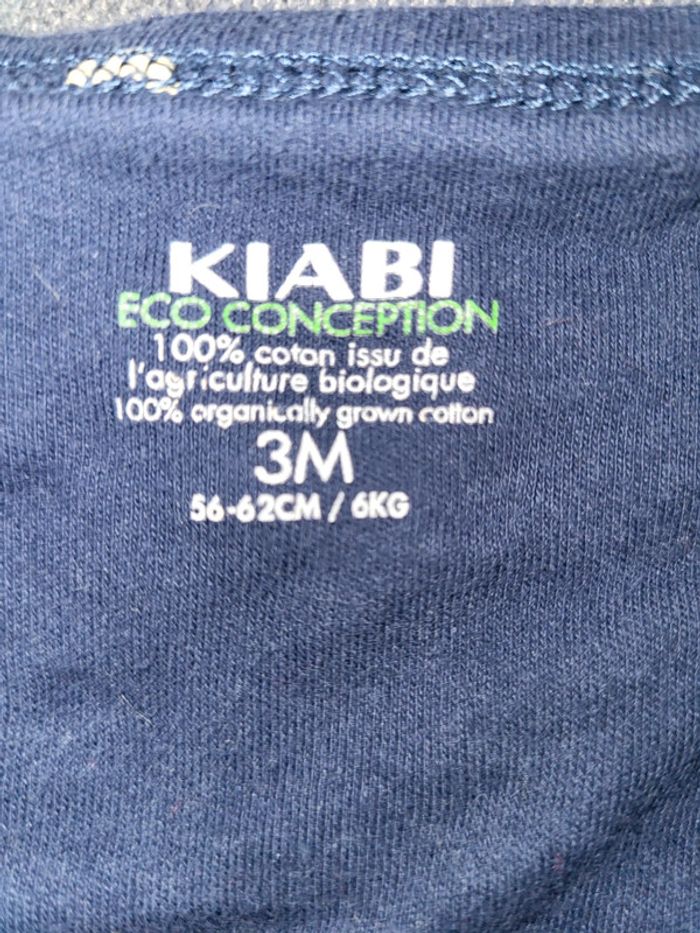 KIABI
ECO CONCEPTION
100% coton issu de
l'agriculture biologique
100% organically grown cotton
3M
56-62CM / 6KG